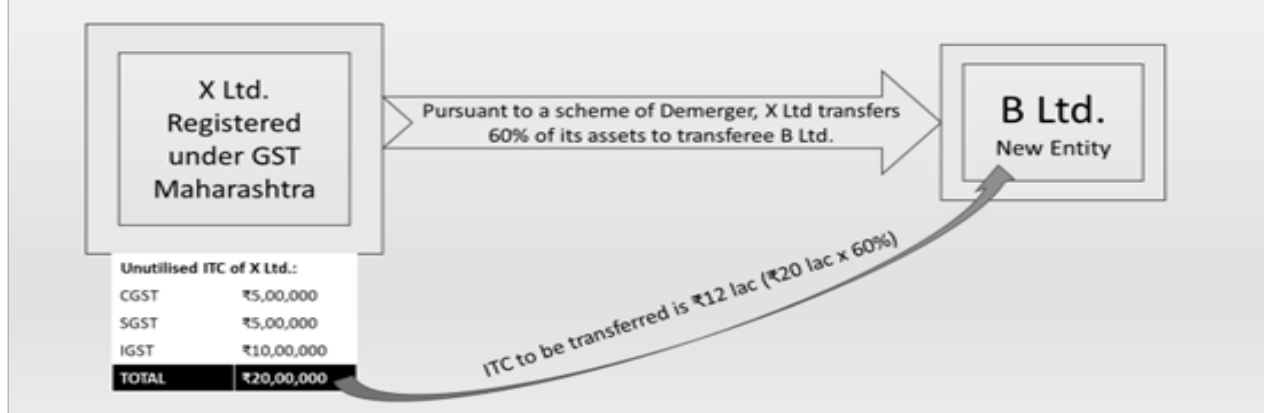 X Ltd.
Registered
under GST
Maharashtra
Pursuant to a scheme of Demerger, X Ltd transfers
60% of its assets to transferee B Ltd.
B Ltd.
New Entity
Unutilised ITC of X Ltd.:
CGST ₹5,00,000
SGST ₹5,00,000
IGST ₹10,00,000
TOTAL ₹20,00,000
ITC to be transferred is ₹12 lac (₹20 lac x 60%)